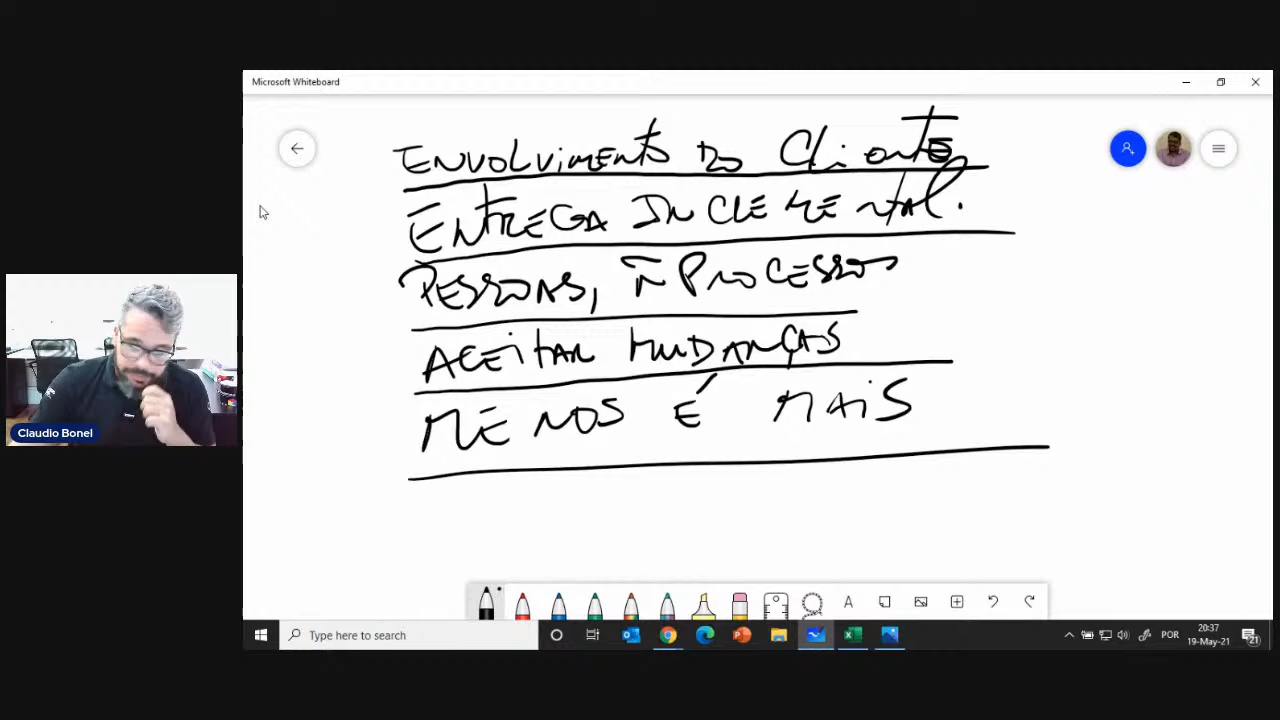 Microsoft Whiteboard
ENVOLVIMENTO DO CLIENTE
ENTREGA INCREMENTAL.
PESSOAS, Ñ PROCESSOS
ACEITAR MUDANÇAS
MENOS É MAIS
Claudio Bonel
A
Type here to search
POR
20:37
19-May-21
21